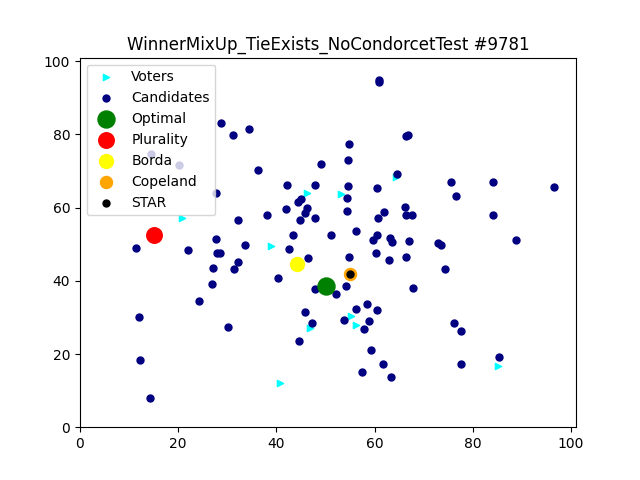 WinnerMixUp_TieExists_NoCondorcetTest #9781
100
80
60
40
20
0
Voters
Candidates
Optimal
Plurality
Borda
Copeland
STAR
0 20 40 60 80 100